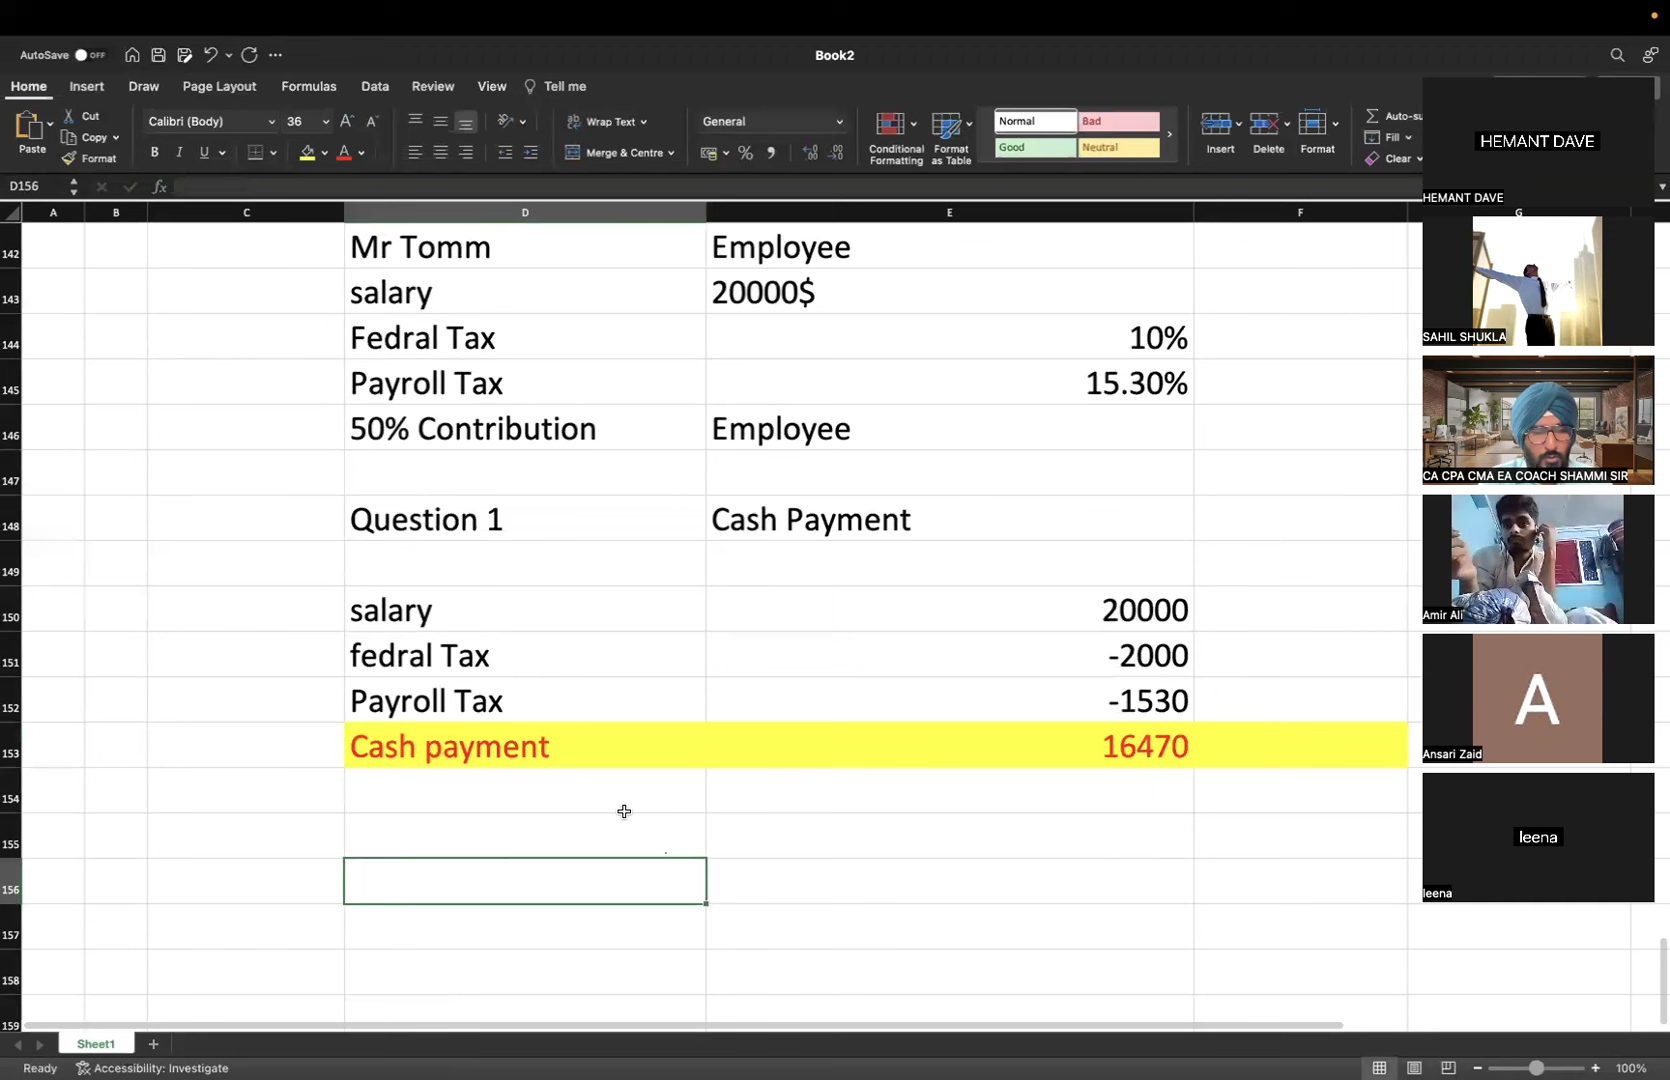 AutoSave OFF
Book2
Home Insert Draw Page Layout Formulas Data Review View Tell me
Paste
Cut
Copy
Format
Calibri (Body) 36
Wrap Text
Merge & Centre
General
Conditional Formatting
Format as Table
Normal Bad
Good Neutral
Insert Delete Format
Auto-su
Fill
Clear
D156 fx
A B C D E F G
142 Mr Tomm Employee
143 salary 20000$
144 Fedral Tax 10%
145 Payroll Tax 15.30%
146 50% Contribution Employee
147
148 Question 1 Cash Payment
149
150 salary 20000
151 fedral Tax -2000
152 Payroll Tax -1530
153 Cash payment 16470
154
155
156
157
158
159
HEMANT DAVE
HEMANT DAVE
SAHIL SHUKLA
CA CPA CMA EA COACH SHAMMI SIR
Amir Ali
A
Ansari Zaid
leena
leena
Sheet1
Ready Accessibility: Investigate 100%